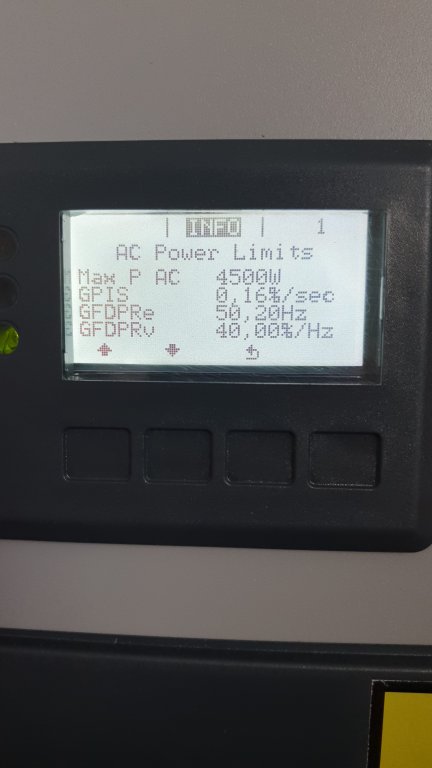 | INFO | 1
AC Power Limits
Max P AC 4500W
GPIS 0,16%/sec
GFDPRe 50,20Hz
GFDPRv 40,00%/Hz